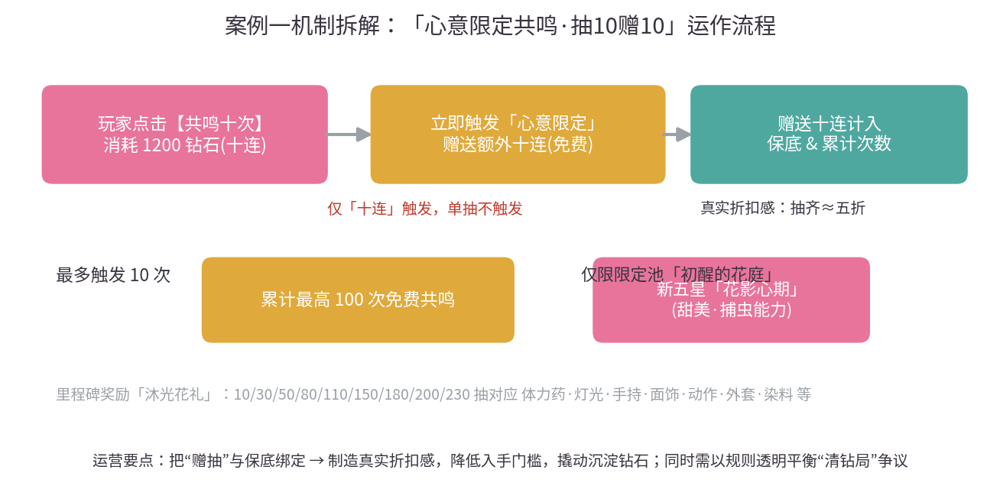 案例一机制拆解：「心意限定共鸣·抽10赠10」运作流程
玩家点击【共鸣十次】
消耗 1200 钻石(十连)
立即触发「心意限定」
赠送额外十连(免费)
赠送十连计入
保底 & 累计次数
仅「十连」触发，单抽不触发
真实折扣感：抽齐≈五折
最多触发 10 次
累计最高 100 次免费共鸣
仅限限定池「初醒的花庭」
新五星「花影心期」
(甜美·捕虫能力)
里程碑奖励「沐光花礼」：10/30/50/80/110/150/180/200/230 抽对应 体力药·灯光·手持·面饰·动作·外套·染料 等
运营要点：把“赠抽”与保底绑定 → 制造真实折扣感，降低入手门槛，撬动沉淀钻石；同时需以规则透明平衡“清钻局”争议